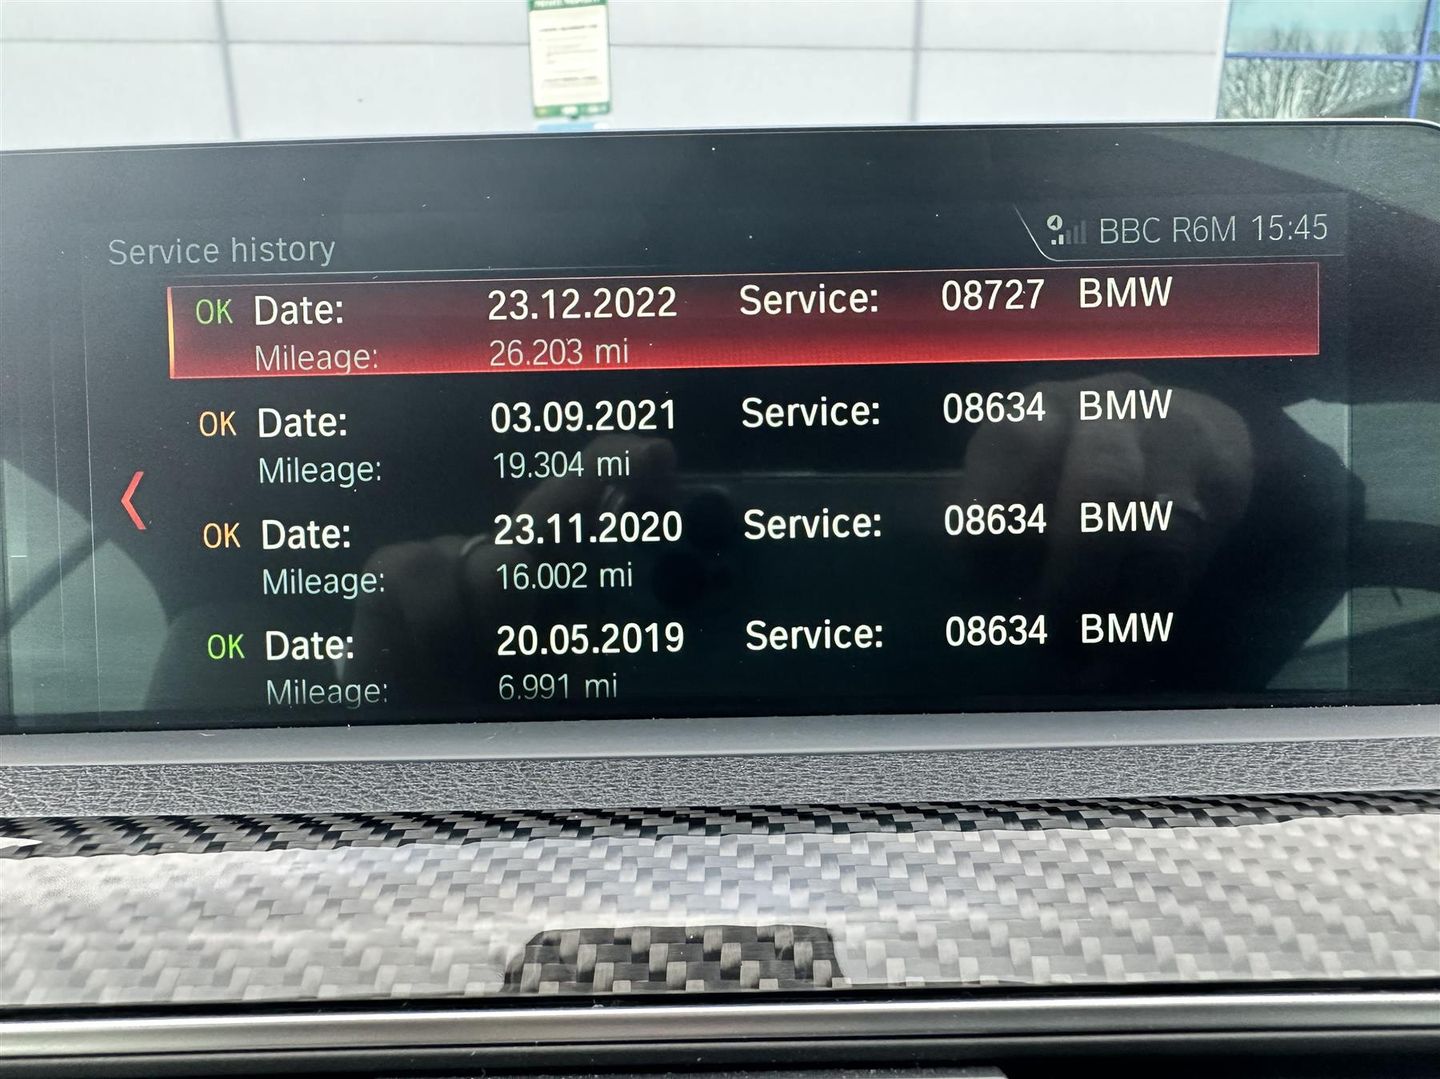 Service history
BBC R6M 15:45
OK Date: 23.12.2022 Service: 08727 BMW
Mileage: 26.203 mi
OK Date: 03.09.2021 Service: 08634 BMW
Mileage: 19.304 mi
OK Date: 23.11.2020 Service: 08634 BMW
Mileage: 16.002 mi
OK Date: 20.05.2019 Service: 08634 BMW
Mileage: 6.991 mi